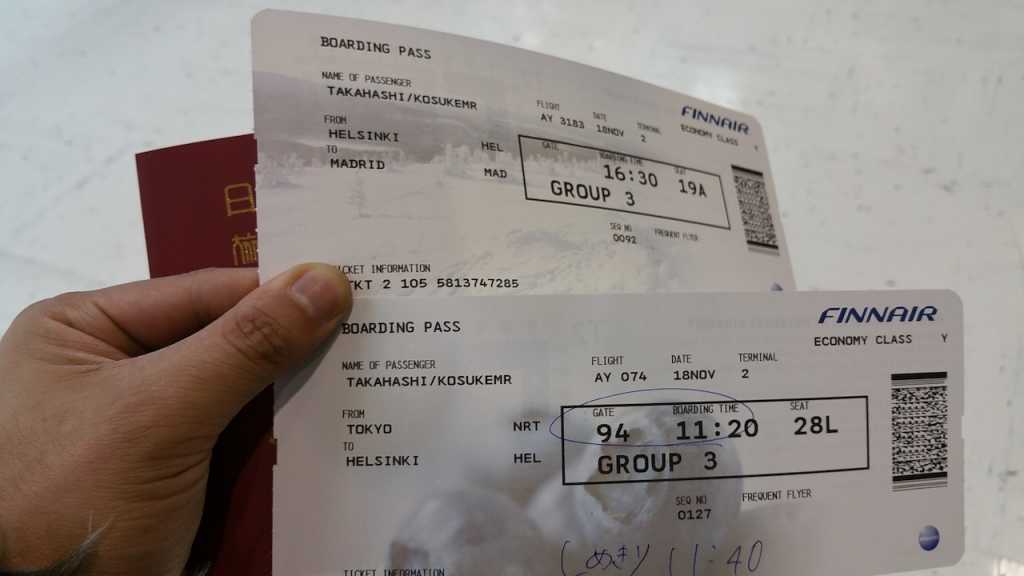 BOARDING PASS
NAME OF PASSENGER
TAKAHASHI/KOSUKEMR
FROM
HELSINKI HEL
TO
MADRID MAD
FLIGHT DATE TERMINAL
AY 3183 18NOV 2
FINNAIR
ECONOMY CLASS Y
GATE BOARDING TIME SEAT
16:30 19A
GROUP 3
SEQ NO FREQUENT FLYER
0092
TICKET INFORMATION
TKT 2 105 5813747285
日
BOARDING PASS
FINNAIR
ECONOMY CLASS Y
NAME OF PASSENGER
TAKAHASHI/KOSUKEMR
FLIGHT DATE TERMINAL
AY 074 18NOV 2
FROM
TOKYO NRT
TO
HELSINKI HEL
GATE BOARDING TIME SEAT
94 11:20 28L
GROUP 3
SEQ NO FREQUENT FLYER
0127
しめきり 11:40
TICKET INFORMATION